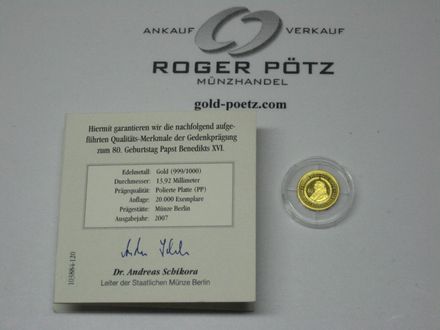 ANKAUF VERKAUF
ROGER PÖTZ
MÜNZHANDEL
gold-poetz.com
Hiermit garantieren wir die nachfolgend aufge-
führten Qualitäts-Merkmale der Gedenkprägung
zum 80. Geburtstag Papst Benedikts XVI.
Edelmetall: Gold (999/1000)
Durchmesser: 13,92 Millimeter
Prägequalität: Polierte Platte (PP)
Auflage: 20.000 Exemplare
Prägestätte: Münze Berlin
Ausgabejahr: 2007
Dr. Andreas Schikora
Leiter der Staatlichen Münze Berlin
103884-120